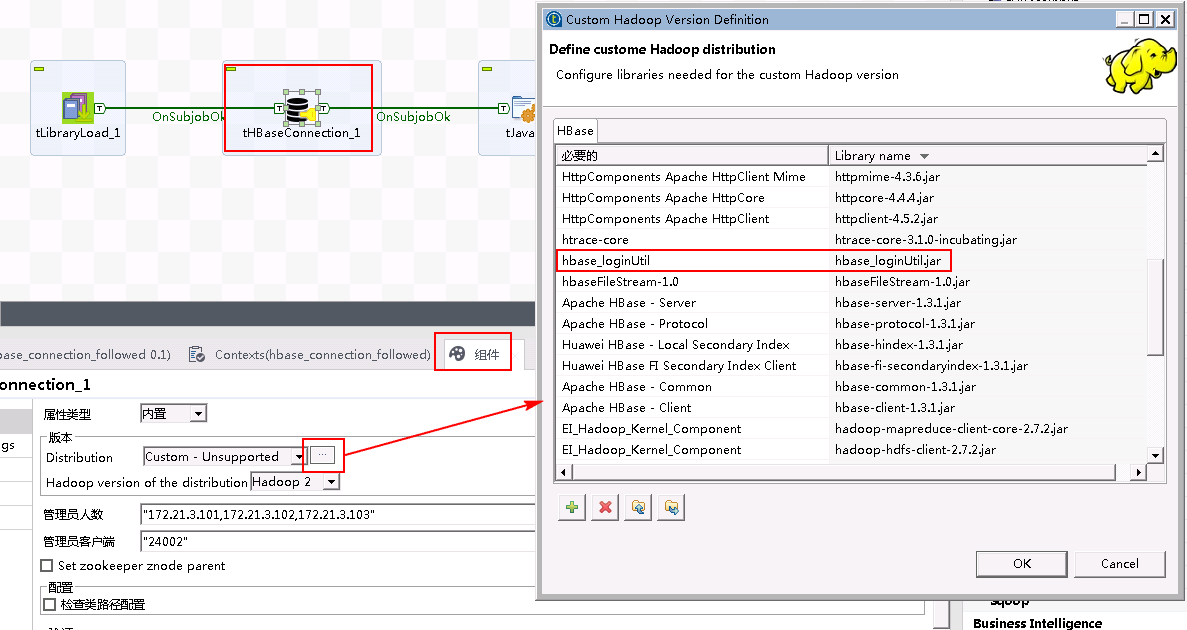 Custom Hadoop Version Definition
Define custome Hadoop distribution
Configure libraries needed for the custom Hadoop version
HBase
必要的 Library name
HttpComponents Apache HttpClient Mime httpmime-4.3.6.jar
HttpComponents Apache HttpCore httpcore-4.4.4.jar
HttpComponents Apache HttpClient httpclient-4.5.2.jar
htrace-core htrace-core-3.1.0-incubating.jar
hbase_loginUtil hbase_loginUtil.jar
hbaseFileStream-1.0 hbaseFileStream-1.0.jar
Apache HBase - Server hbase-server-1.3.1.jar
Apache HBase - Protocol hbase-protocol-1.3.1.jar
Huawei HBase - Local Secondary Index hbase-hindex-1.3.1.jar
Huawei HBase FI Secondary Index Client hbase-fi-secondaryindex-1.3.1.jar
Apache HBase - Common hbase-common-1.3.1.jar
Apache HBase - Client hbase-client-1.3.1.jar
EI_Hadoop_Kernel_Component hadoop-mapreduce-client-core-2.7.2.jar
EI_Hadoop_Kernel_Component hadoop-hdfs-client-2.7.2.jar
OK Cancel
T T T T
OnSubjobOk OnSubjobOk
tLibraryLoad_1 tHBaseConnection_1 tJava
ase_connection_followed 0.1) Contexts(hbase_connection_followed) 组件
onnection_1
gs
属性类型 内置
版本
Distribution Custom - Unsupported ...
Hadoop version of the distribution Hadoop 2
管理员人数 "172.21.3.101,172.21.3.102,172.21.3.103"
管理员客户端 "24002"
Set zookeeper znode parent
配置
检查类路径配置
sqoop
Business Intelligence